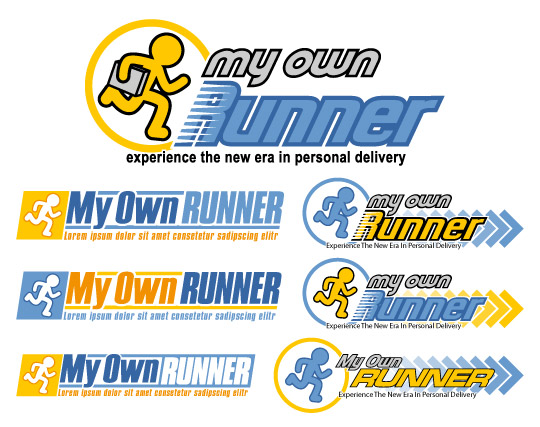 my own
Runner
experience the new era in personal delivery
My Own RUNNER
Lorem ipsum dolor sit amet consetetur sadipscing elitr
my own
Runner
Experience The New Era In Personal Delivery
My Own RUNNER
Lorem ipsum dolor sit amet consetetur sadipscing elitr
my own
Runner
Experience The New Era In Personal Delivery
My Own RUNNER
Lorem ipsum dolor sit amet consetetur sadipscing elitr
My Own
RUNNER
Experience The New Era In Personal Delivery